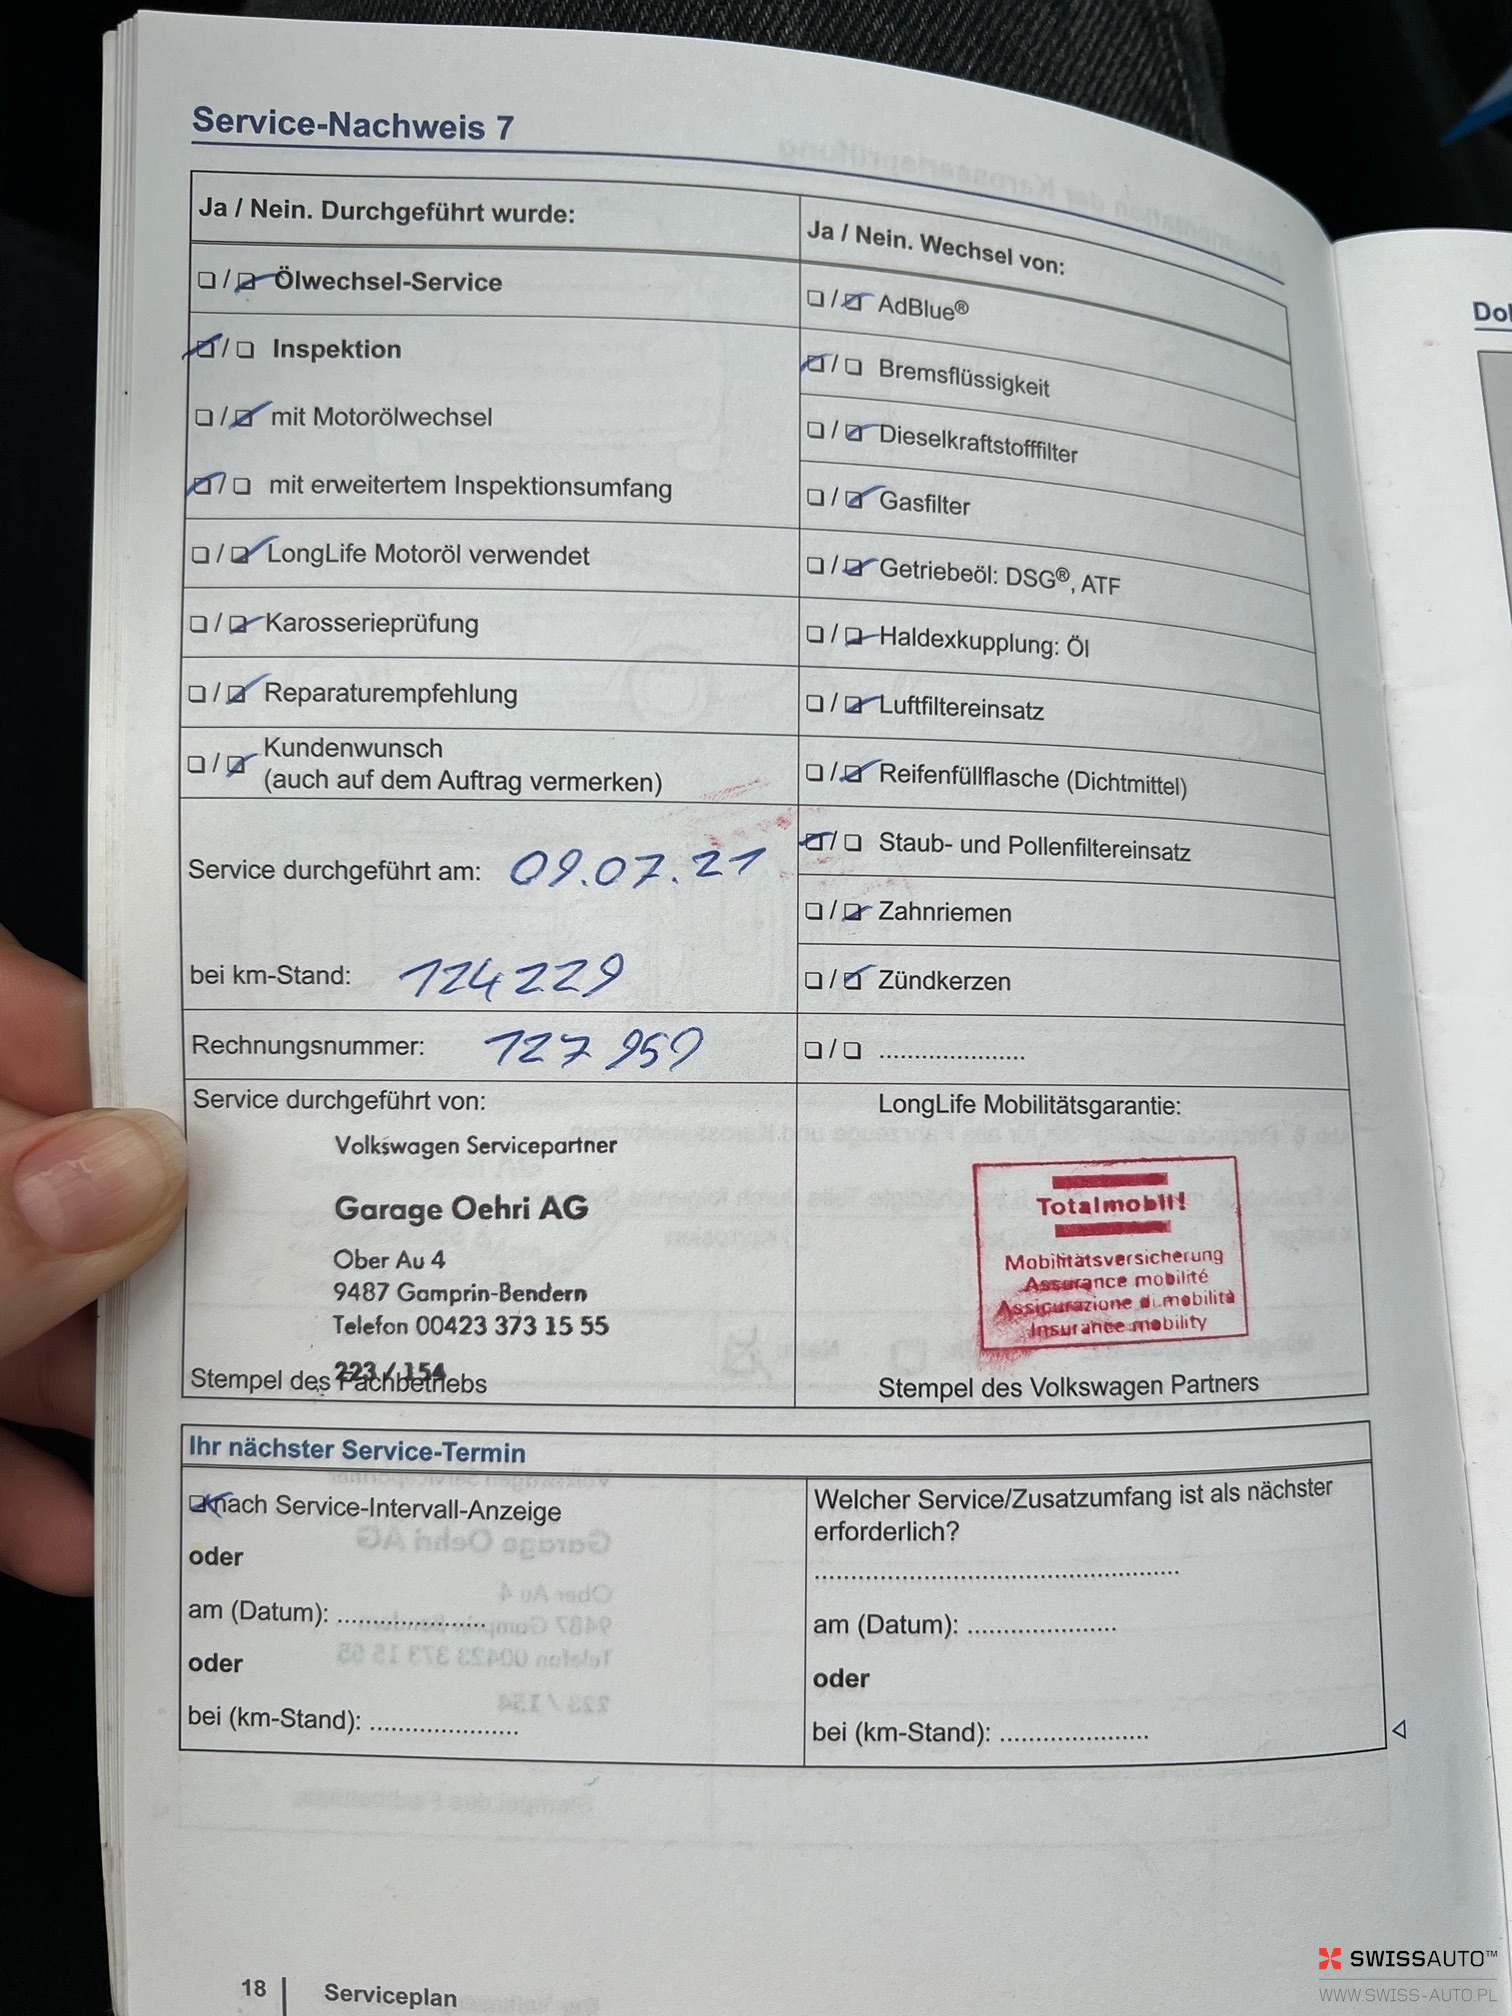 Service-Nachweis 7
Ja / Nein. Durchgeführt wurde:
❏ / ❏ Ölwechsel-Service
❏ / ❏ Inspektion
❏ / ❏ mit Motorölwechsel
❏ / ❏ mit erweitertem Inspektionsumfang
❏ / ❏ LongLife Motoröl verwendet
❏ / ❏ Karosserieprüfung
❏ / ❏ Reparaturempfehlung
❏ / ❏ Kundenwunsch
(auch auf dem Auftrag vermerken)
Service durchgeführt am: 09.07.21
bei km-Stand: 124229
Rechnungsnummer: 127959
Ja / Nein. Wechsel von:
❏ / ❏ AdBlue®
❏ / ❏ Bremsflüssigkeit
❏ / ❏ Dieselkraftstofffilter
❏ / ❏ Gasfilter
❏ / ❏ Getriebeöl: DSG®, ATF
❏ / ❏ Haldexkupplung: Öl
❏ / ❏ Luftfiltereinsatz
❏ / ❏ Reifenfüllflasche (Dichtmittel)
❏ / ❏ Staub- und Pollenfiltereinsatz
❏ / ❏ Zahnriemen
❏ / ❏ Zündkerzen
❏ / ❏ .....................
Service durchgeführt von:
Volkswagen Servicepartner
Garage Oehri AG
Ober Au 4
9487 Gamprin-Bendern
Telefon 00423 373 15 55
223 / 154
Stempel des Fachbetriebs
LongLife Mobilitätsgarantie:
Totalmobil!
Mobilitätsversicherung
Assurance mobilité
Assicurazione di mobilità
Insurance mobility
Stempel des Volkswagen Partners
Ihr nächster Service-Termin
❏ nach Service-Intervall-Anzeige
oder
am (Datum): .....................
oder
bei (km-Stand): .....................
Welcher Service/Zusatzumfang ist als nächster
erforderlich?
...................................................
am (Datum): .....................
oder
bei (km-Stand): .....................
18 Serviceplan
SWISSAUTO™
WWW.SWISS-AUTO.PL